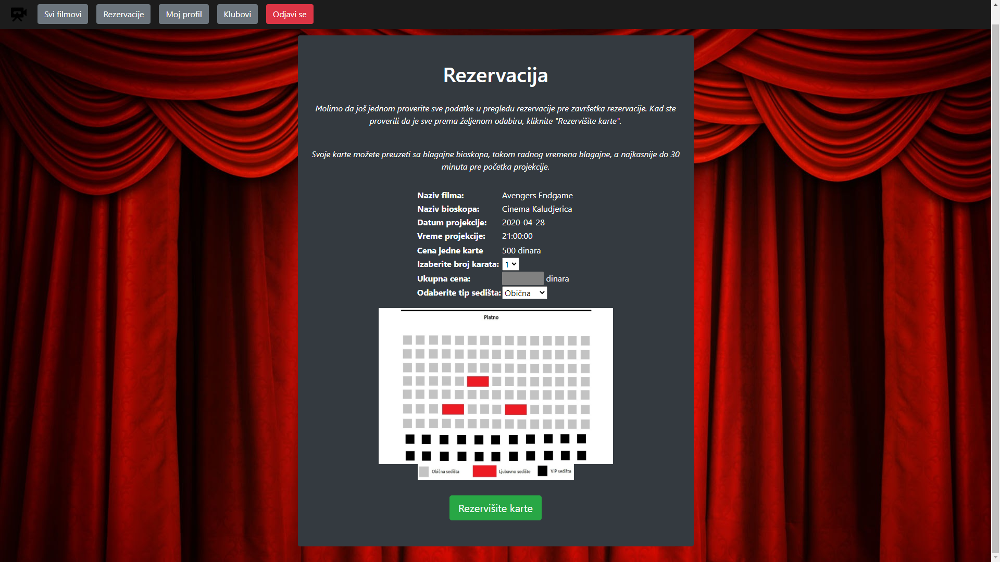 Svi filmovi Rezervacije Moj profil Klubovi Odjavi se
Rezervacija
Molimo da još jednom proverite sve podatke u pregledu rezervacije pre završetka rezervacije. Kad ste
proverili da je sve prema željenom odabiru, kliknite "Rezervišite karte".
Svoje karte možete preuzeti sa blagajne bioskopa, tokom radnog vremena blagajne, a najkasnije do 30
minuta pre početka projekcije.
Naziv filma: Avengers Endgame
Naziv bioskopa: Cinema Kaludjerica
Datum projekcije: 2020-04-28
Vreme projekcije: 21:00:00
Cena jedne karte 500 dinara
Izaberite broj karata: 1
Ukupna cena: dinara
Odaberite tip sedišta: Obična
Platno
Obična sedišta Ljubavno sedište VIP sedišta
Rezervišite karte